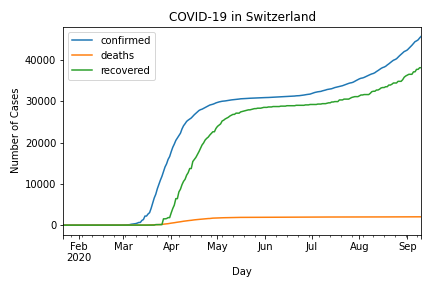 COVID-19 in Switzerland
confirmed
deaths
recovered
Number of Cases
40000
30000
20000
10000
0
Feb Mar Apr May Jun Jul Aug Sep
2020
Day